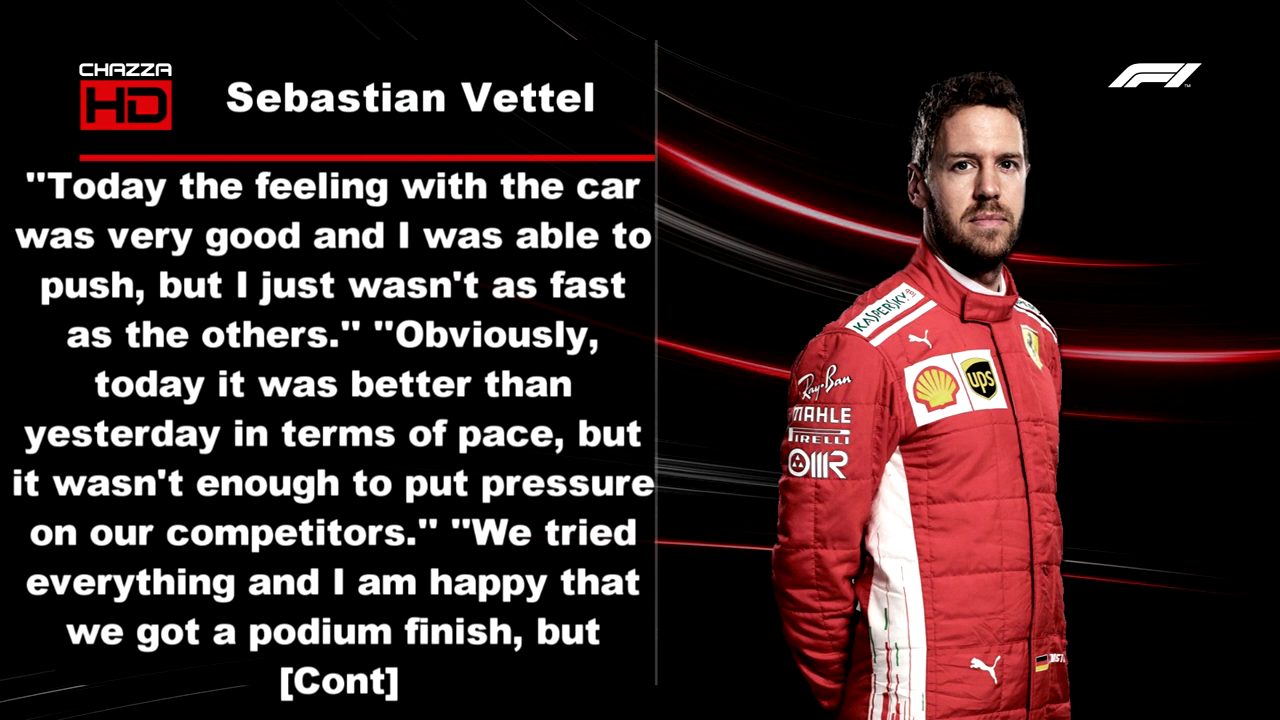 CHAZZA
HD
Sebastian Vettel
F1
"Today the feeling with the car
was very good and I was able to
push, but I just wasn't as fast
as the others." "Obviously,
today it was better than
yesterday in terms of pace, but
it wasn't enough to put pressure
on our competitors." "We tried
everything and I am happy that
we got a podium finish, but
[Cont]
KASPERSKY
Ray-Ban
MAHLE
PIRELLI
OMR
ups